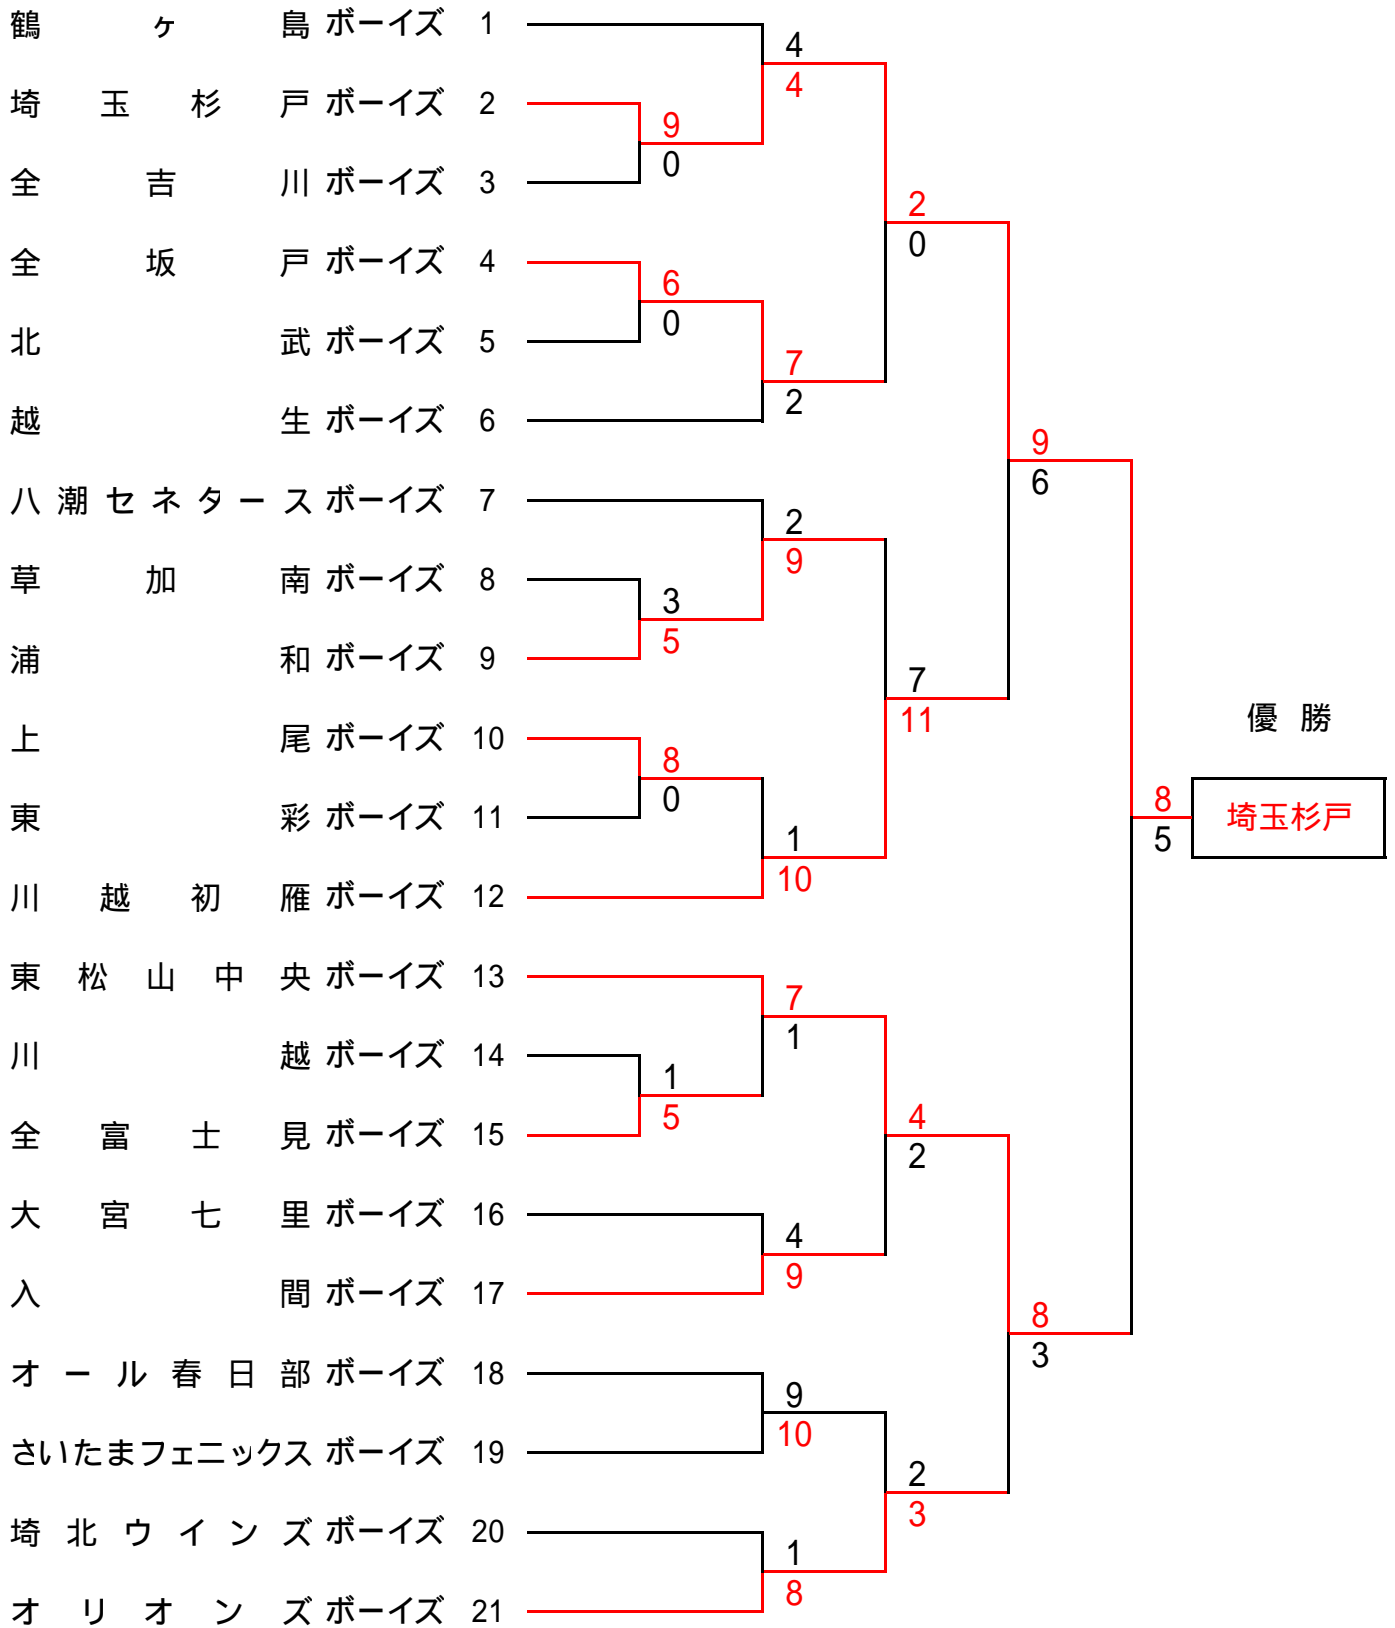 鶴ヶ島ボーイズ 1
埼玉杉戸ボーイズ 2
全吉川ボーイズ 3
全坂戸ボーイズ 4
北武ボーイズ 5
越生ボーイズ 6
八潮セネタースボーイズ 7
草加南ボーイズ 8
浦和ボーイズ 9
上尾ボーイズ 10
東彩ボーイズ 11
川越初雁ボーイズ 12
東松山中央ボーイズ 13
川越ボーイズ 14
全富士見ボーイズ 15
大宮七里ボーイズ 16
入間ボーイズ 17
オール春日部ボーイズ 18
さいたまフェニックスボーイズ 19
埼北ウインズボーイズ 20
オリオンズボーイズ 21
9
0
6
0
3
5
8
0
1
5
4
4
7
2
2
9
1
10
7
1
4
9
9
10
1
8
2
0
7
11
4
2
2
3
9
6
8
3
8
5
優勝
埼玉杉戸